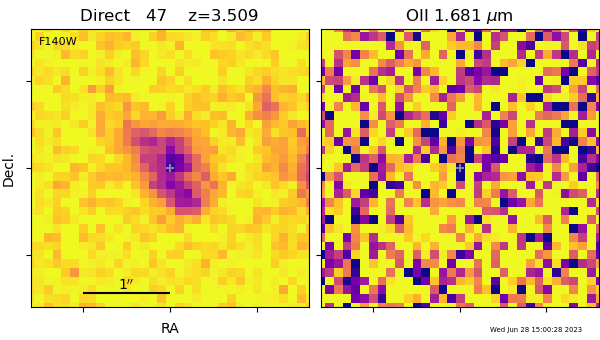 Direct 47 z=3.509
OII 1.681 μm
F140W
Decl.
1″
RA
Wed Jun 28 15:00:28 2023